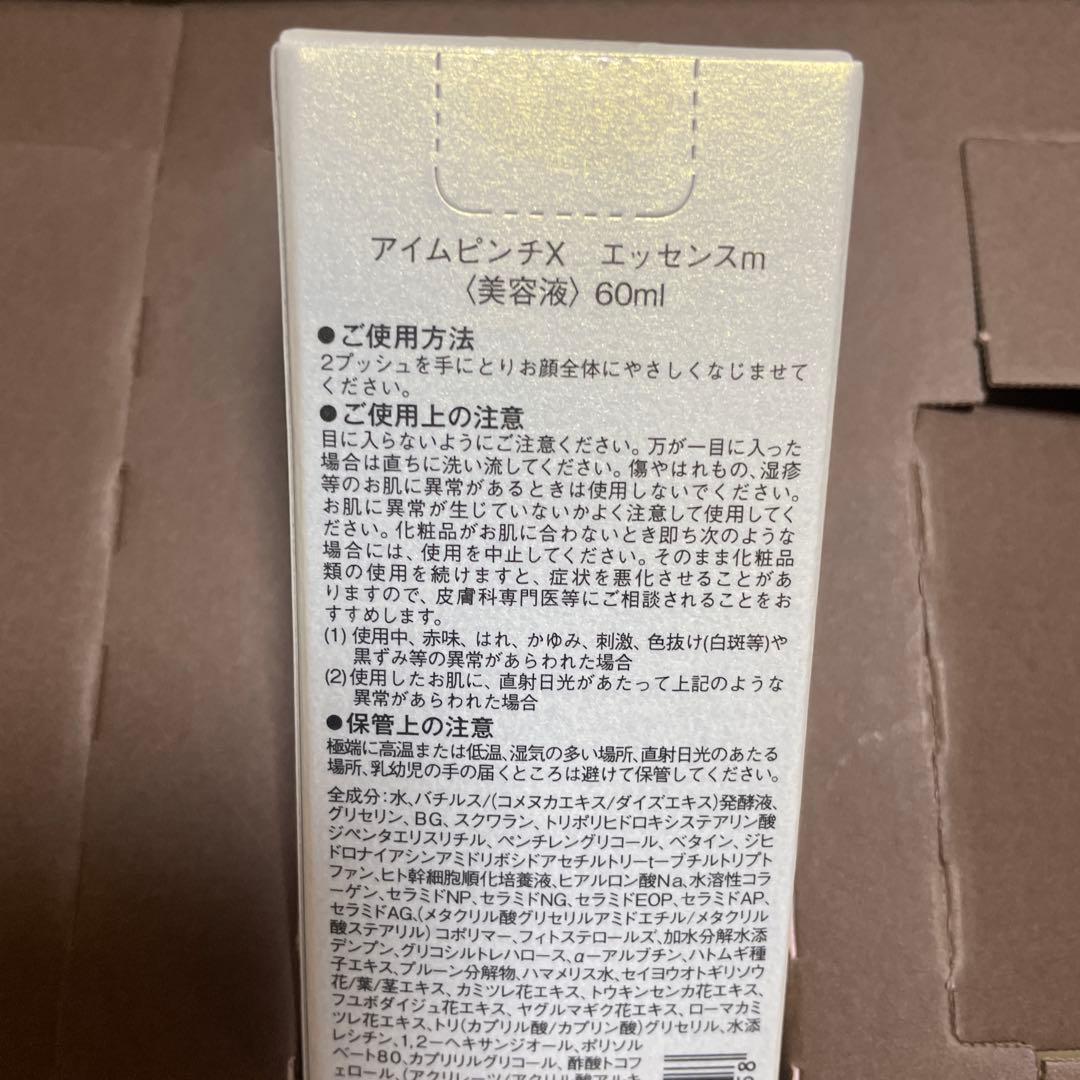 アイムピンチX　エッセンスm
〈美容液〉60ml
●ご使用方法
2プッシュを手にとりお顔全体にやさしくなじませて
ください。
●ご使用上の注意
目に入らないようにご注意ください。万が一目に入った
場合は直ちに洗い流してください。傷やはれもの、湿疹
等のお肌に異常があるときは使用しないでください。
お肌に異常が生じていないかよく注意して使用してく
ださい。化粧品がお肌に合わないとき即ち次のような
場合には、使用を中止してください。そのまま化粧品
類の使用を続けますと、症状を悪化させることがあ
りますので、皮膚科専門医等にご相談されることをお
すすめします。
(1) 使用中、赤味、はれ、かゆみ、刺激、色抜け(白斑等)や
黒ずみ等の異常があらわれた場合
(2)使用したお肌に、直射日光があたって上記のような
異常があらわれた場合
●保管上の注意
極端に高温または低温、湿気の多い場所、直射日光のあたる
場所、乳幼児の手の届くところは避けて保管してください。
全成分：水、バチルス/(コメヌカエキス/ダイズエキス)発酵液、
グリセリン、BG、スクワラン、トリポリヒドロキシステアリン酸
ジペンタエリスリチル、ペンチレングリコール、ベタイン、ジヒ
ドロナイアシンアミドリボシドアセチルトリーtーブチルトリプト
ファン、ヒト幹細胞順化培養液、ヒアルロン酸Na、水溶性コラ
ーゲン、セラミドNP、セラミドNG、セラミドEOP、セラミドAP、
セラミドAG、(メタクリル酸グリセリルアミドエチル/メタクリル
酸ステアリル)コポリマー、フィトステロールズ、加水分解水添
デンプン、グリコシルトレハロース、αーアルブチン、ハトムギ種
子エキス、プルーン分解物、ハマメリス水、セイヨウオトギリソウ
花/葉/茎エキス、カミツレ花エキス、トウキンセンカ花エキス、
フユボダイジュ花エキス、ヤグルマギク花エキス、ローマカミ
ツレ花エキス、トリ(カプリル酸/カプリン酸)グリセリル、水添
レシチン、1,2ーヘキサンジオール、ポリソル
ベート80、カプリリルグリコール、酢酸トコフ
ェロール、(アクリレーツ/アクリル酸アルキ